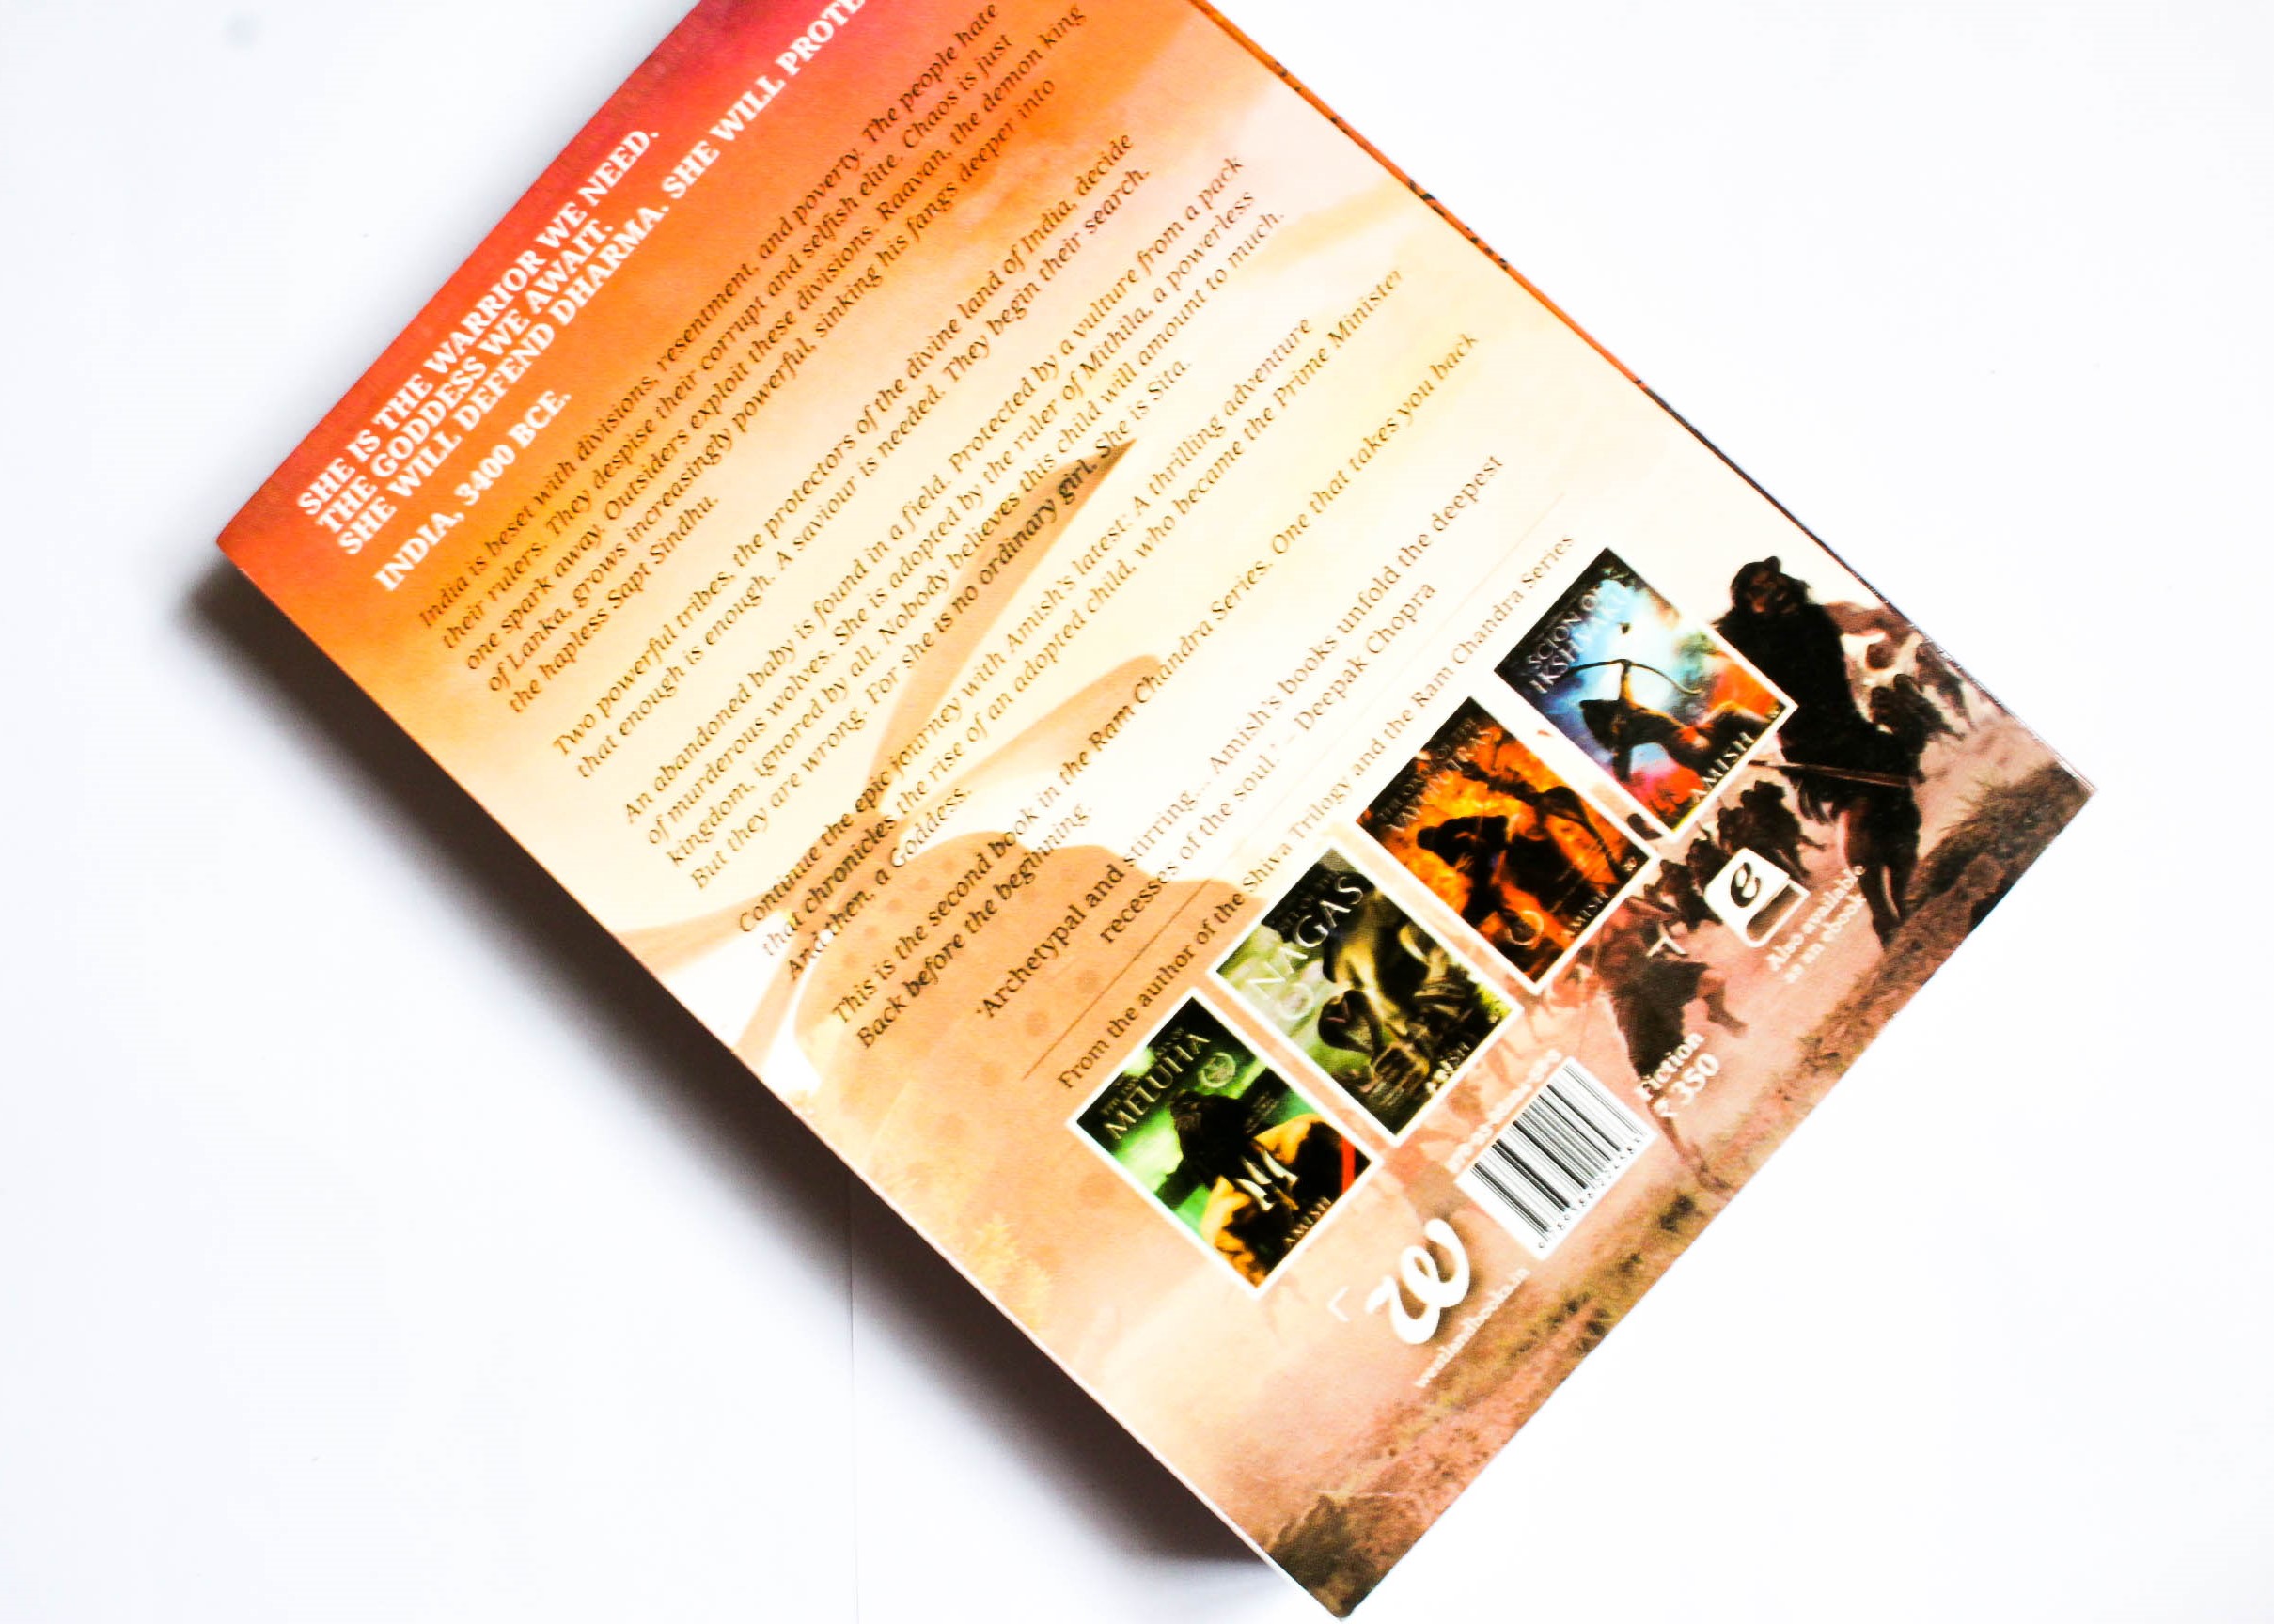 SHE IS THE WARRIOR WE NEED.
THE GODDESS WE AWAIT.
SHE WILL DEFEND DHARMA. SHE WILL PROTE
INDIA, 3400 BCE.
India is beset with divisions, resentment, and poverty. The people hate
their rulers. They despise their corrupt and selfish elite. Chaos is just
one spark away. Outsiders exploit these divisions. Raavan, the demon king
of Lanka, grows increasingly powerful, sinking his fangs deeper into
the hapless Sapt Sindhu.
Two powerful tribes, the protectors of the divine land of India, decide
that enough is enough. A saviour is needed. They begin their search.
An abandoned baby is found in a field. Protected by a vulture from a pack
of murderous wolves. She is adopted by the ruler of Mithila, a powerless
kingdom, ignored by all. Nobody believes this child will amount to much.
But they are wrong. For she is no ordinary girl. She is Sita.
Continue the epic journey with Amish's latest: A thrilling adventure
that chronicles the rise of an adopted child, who became the Prime Minister
And then, a Goddess.
This is the second book in the Ram Chandra Series. One that takes you back
Back before the beginning.
'Archetypal and stirring... Amish's books unfold the deepest
recesses of the soul.' – Deepak Chopra
From the author of the Shiva Trilogy and the Ram Chandra Series
MELUHA
AMISH
NAGAS
AMISH
VAYUPUTRAS
AMISH
SCION OF
IKSHVAKU
AMISH
e
Also available
as an ebook
Fiction
₹ 350
w
westlandbooks.in